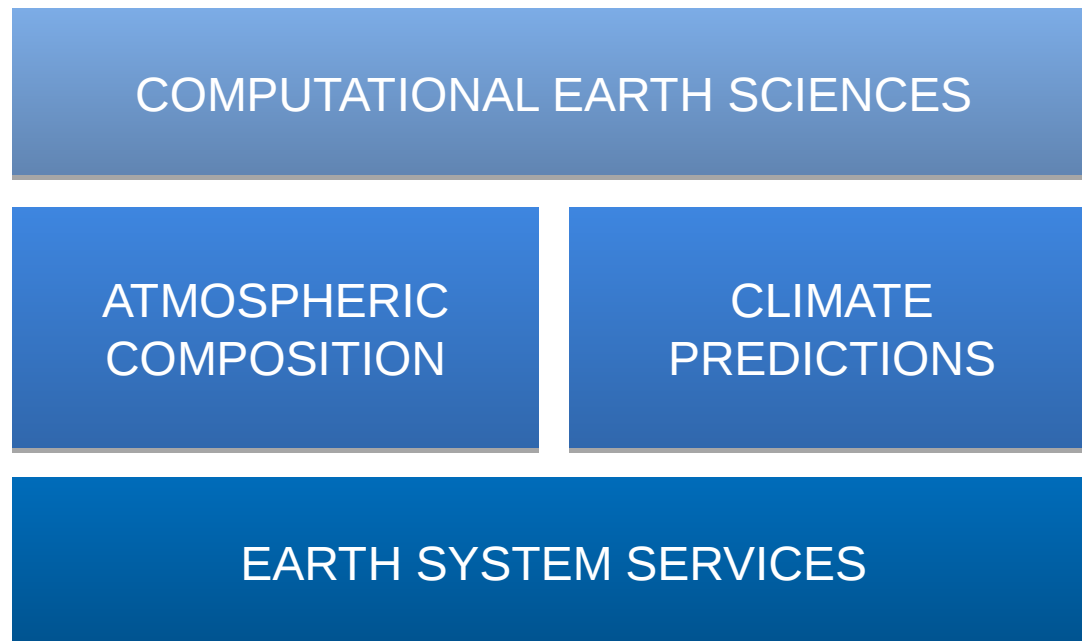 COMPUTATIONAL EARTH SCIENCES
ATMOSPHERIC
COMPOSITION
CLIMATE
PREDICTIONS
EARTH SYSTEM SERVICES